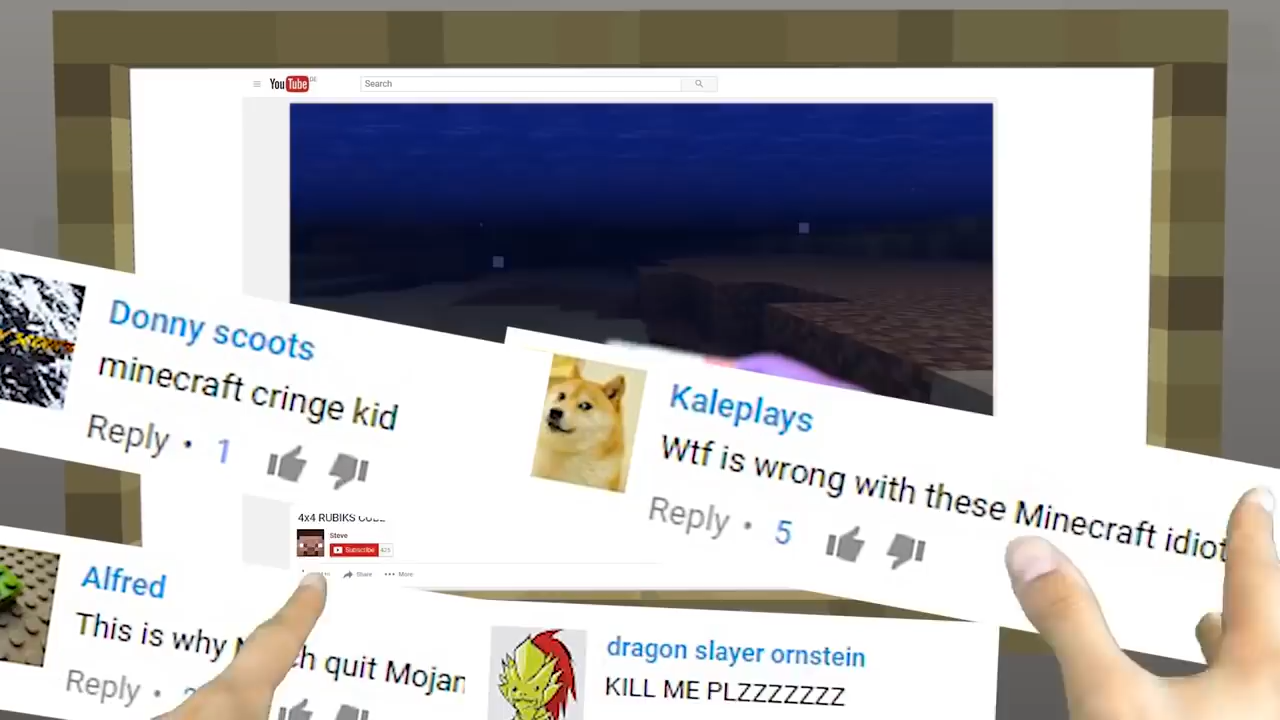 YouTube DE
Search
Donny scoots
minecraft cringe kid
Reply • 1
Kaleplays
Wtf is wrong with these Minecraft idiot
Reply • 5
4x4 RUBIKS CUBE
Steve
Subscribe
Share ••• More
Alfred
This is why quit Mojan
Reply •
dragon slayer ornstein
KILL ME PLZZZZZZZ